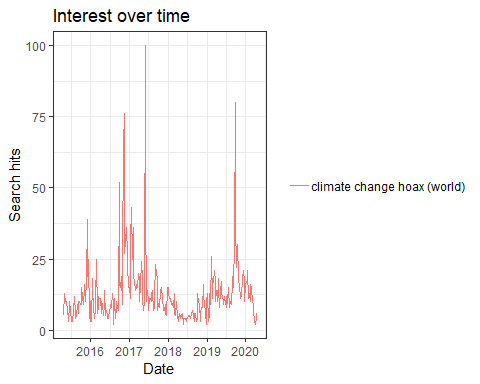 Interest over time
100
75
50
25
0
Search hits
2016 2017 2018 2019 2020
Date
climate change hoax (world)